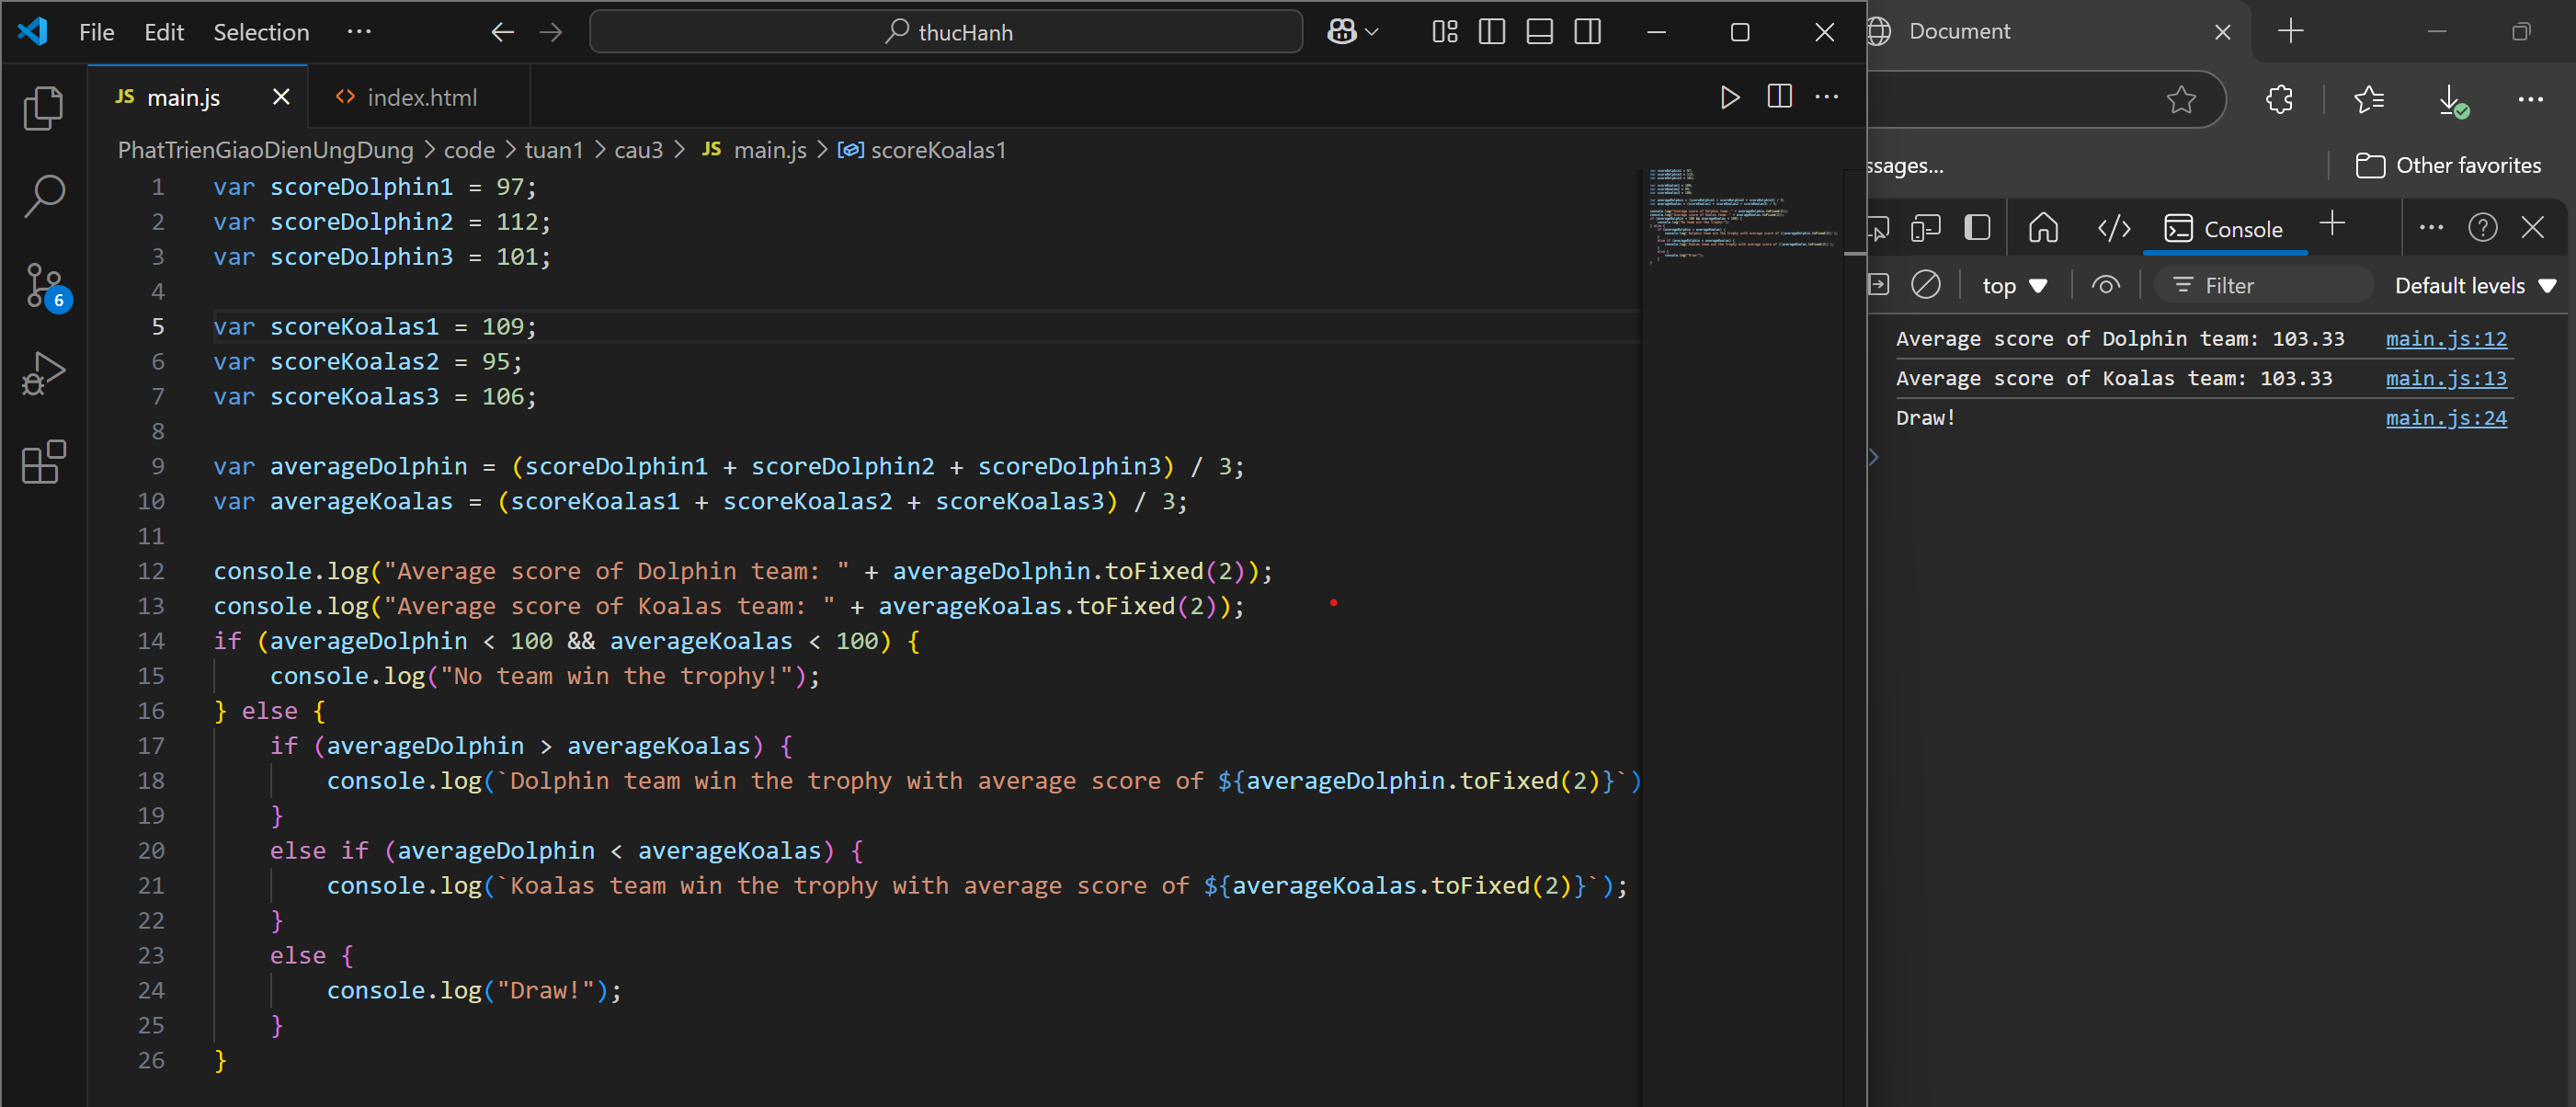 File Edit Selection ··· thucHanh
JS main.js index.html
PhatTrienGiaoDienUngDung > code > tuan1 > cau3 > JS main.js > scoreKoalas1
1 var scoreDolphin1 = 97;
2 var scoreDolphin2 = 112;
3 var scoreDolphin3 = 101;
4
5 var scoreKoalas1 = 109;
6 var scoreKoalas2 = 95;
7 var scoreKoalas3 = 106;
8
9 var averageDolphin = (scoreDolphin1 + scoreDolphin2 + scoreDolphin3) / 3;
10 var averageKoalas = (scoreKoalas1 + scoreKoalas2 + scoreKoalas3) / 3;
11
12 console.log("Average score of Dolphin team: " + averageDolphin.toFixed(2));
13 console.log("Average score of Koalas team: " + averageKoalas.toFixed(2));
14 if (averageDolphin < 100 && averageKoalas < 100) {
15 console.log("No team win the trophy!");
16 } else {
17 if (averageDolphin > averageKoalas) {
18 console.log(`Dolphin team win the trophy with average score of ${averageDolphin.toFixed(2)}`)
19 }
20 else if (averageDolphin < averageKoalas) {
21 console.log(`Koalas team win the trophy with average score of ${averageKoalas.toFixed(2)}`);
22 }
23 else {
24 console.log("Draw!");
25 }
26 }
6
Document
ssages... Other favorites
Console
top Filter Default levels
Average score of Dolphin team: 103.33 main.js:12
Average score of Koalas team: 103.33 main.js:13
Draw! main.js:24